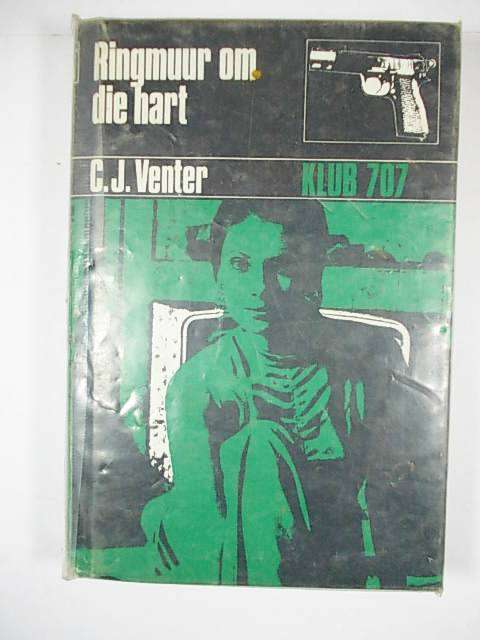 Ringmuur om
die hart
C.J. Venter
KLUB 707